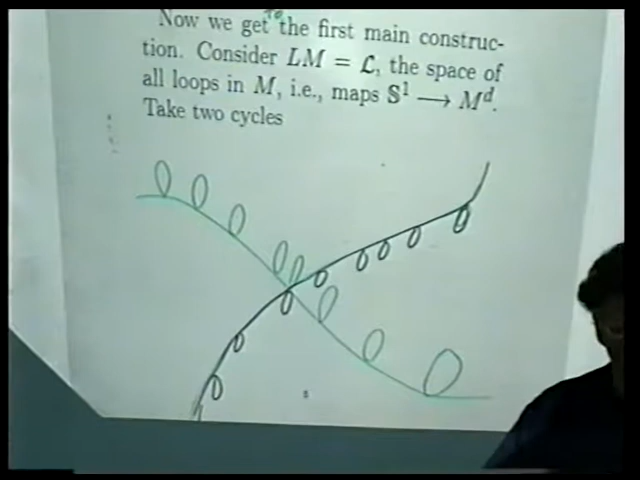 Now we get to the first main construc-
tion. Consider LM = ℒ, the space of
all loops in M, i.e., maps 𝕊¹ ⟶ Mᵈ.
Take two cycles